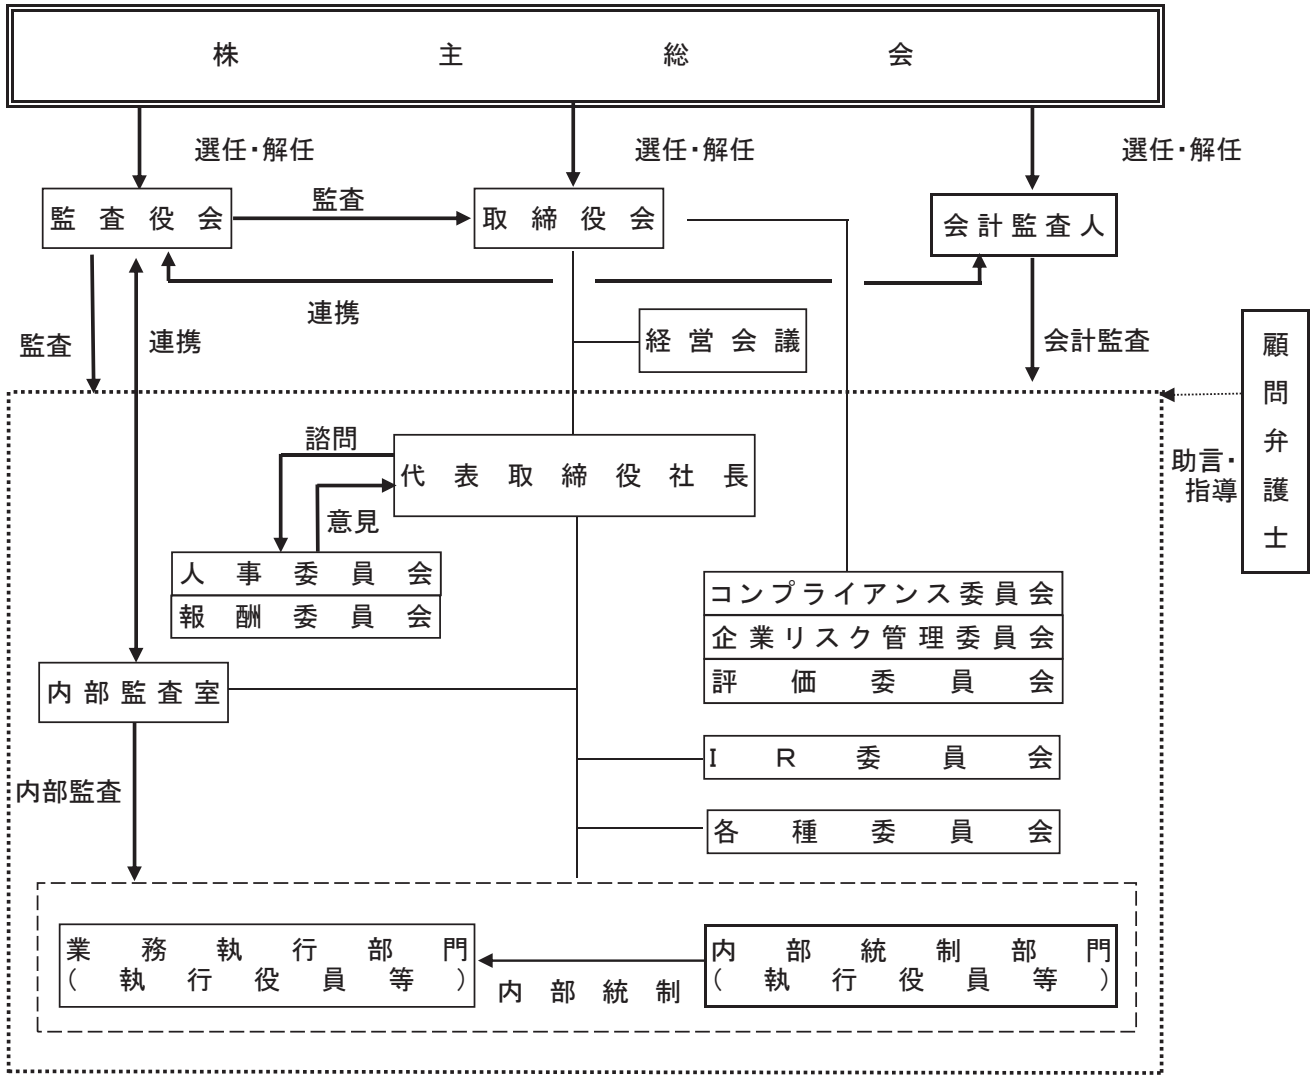 株主総会
選任・解任
選任・解任
選任・解任
監査役会
監査
取締役会
会計監査人
連携
監査
連携
経営会議
会計監査
顧問弁護士
助言・
指導
諮問
代表取締役社長
意見
人事委員会
報酬委員会
コンプライアンス委員会
企業リスク管理委員会
評価委員会
内部監査室
IR委員会
内部監査
各種委員会
業務執行部門
(執行役員等)
内部統制
内部統制部門
(執行役員等)